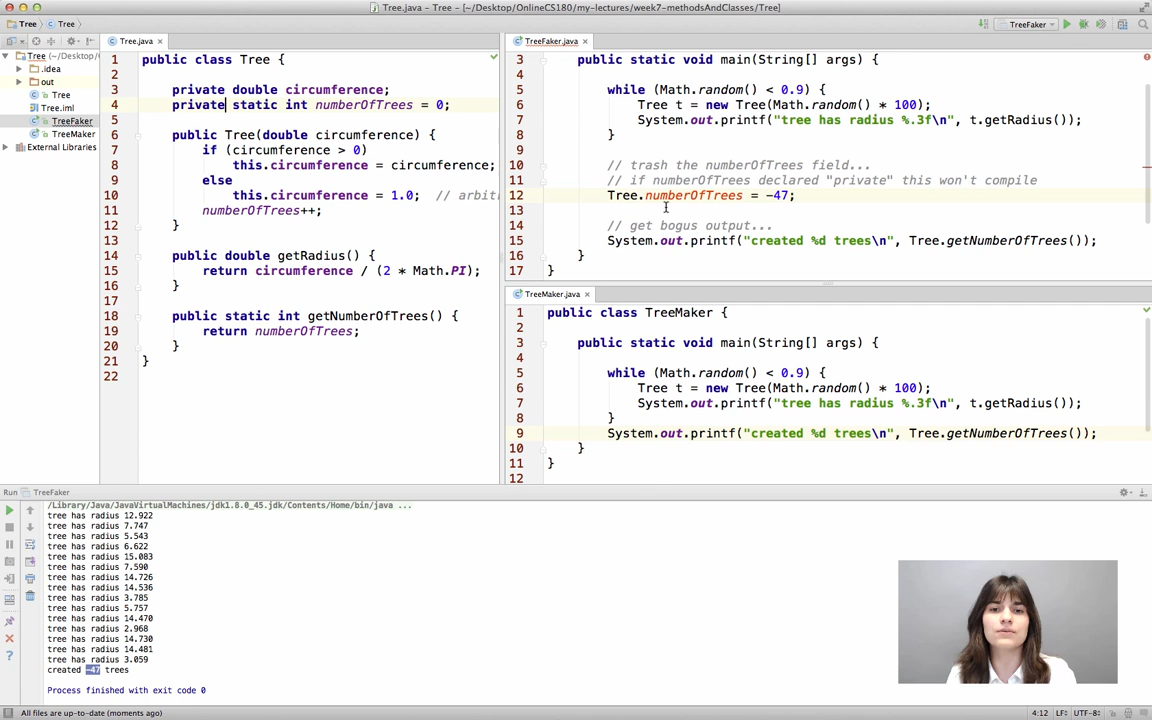 Tree.java - Tree - [~/Desktop/OnlineCS180/my-lectures/week7-methodsAndClasses/Tree]
Tree Tree
TreeFaker
Tree (~/Desktop/O
.idea
out
Tree
Tree.iml
TreeFaker
TreeMaker
External Libraries
Tree.java
1 public class Tree {
2
3 private double circumference;
4 private static int numberOfTrees = 0;
5
6 public Tree(double circumference) {
7 if (circumference > 0)
8 this.circumference = circumference;
9 else
10 this.circumference = 1.0; // arbit
11 numberOfTrees++;
12 }
13
14 public double getRadius() {
15 return circumference / (2 * Math.PI);
16 }
17
18 public static int getNumberOfTrees() {
19 return numberOfTrees;
20 }
21 }
22
TreeFaker.java
3 public static void main(String[] args) {
4
5 while (Math.random() < 0.9) {
6 Tree t = new Tree(Math.random() * 100);
7 System.out.printf("tree has radius %.3f\n", t.getRadius());
8 }
9
10 // trash the numberOfTrees field...
11 // if numberOfTrees declared "private" this won't compile
12 Tree.numberOfTrees = -47;
13
14 // get bogus output...
15 System.out.printf("created %d trees\n", Tree.getNumberOfTrees());
16 }
17 }
TreeMaker.java
1 public class TreeMaker {
2
3 public static void main(String[] args) {
4
5 while (Math.random() < 0.9) {
6 Tree t = new Tree(Math.random() * 100);
7 System.out.printf("tree has radius %.3f\n", t.getRadius());
8 }
9 System.out.printf("created %d trees\n", Tree.getNumberOfTrees());
10 }
11 }
12
Run TreeFaker
/Library/Java/JavaVirtualMachines/jdk1.8.0_45.jdk/Contents/Home/bin/java ...
tree has radius 12.922
tree has radius 7.747
tree has radius 5.543
tree has radius 6.622
tree has radius 15.083
tree has radius 7.590
tree has radius 14.726
tree has radius 14.536
tree has radius 3.785
tree has radius 5.757
tree has radius 14.470
tree has radius 2.968
tree has radius 14.730
tree has radius 14.481
tree has radius 3.059
created -47 trees
Process finished with exit code 0
All files are up-to-date (moments ago)
4:12 LF÷ UTF-8÷